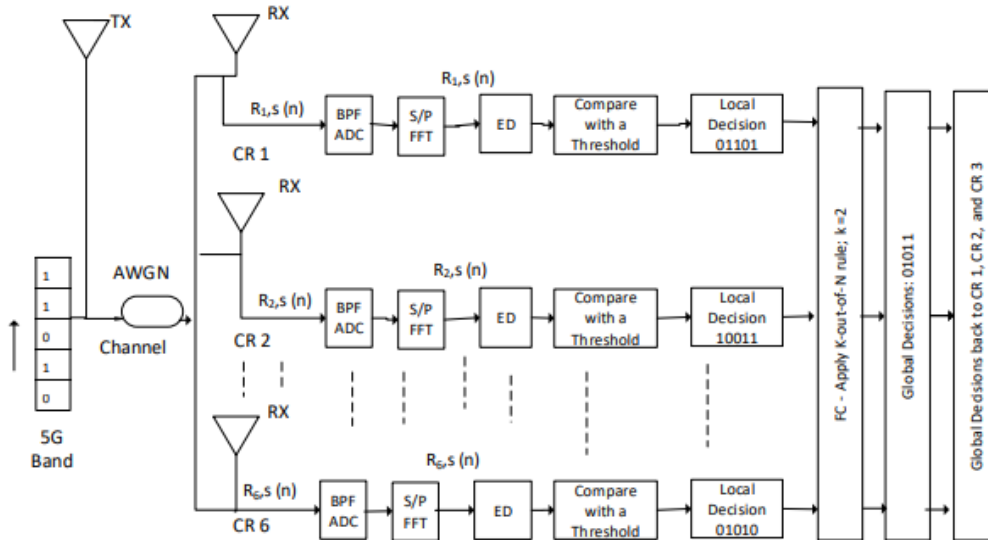 TX
RX
R1,s (n)
R1,s (n)
BPF
ADC
S/P
FFT
ED
Compare
with a
Threshold
Local
Decision
01101
CR 1
RX
AWGN
Channel
R2,s (n)
R2,s (n)
BPF
ADC
S/P
FFT
ED
Compare
with a
Threshold
Local
Decision
10011
CR 2
1
1
0
1
0
5G
Band
RX
R6,s (n)
R6,s (n)
BPF
ADC
S/P
FFT
ED
Compare
with a
Threshold
Local
Decision
01010
CR 6
FC - Apply K-out-of-N rule; k=2
Global Decisions: 01011
Global Decisions back to CR 1, CR 2, and CR 3